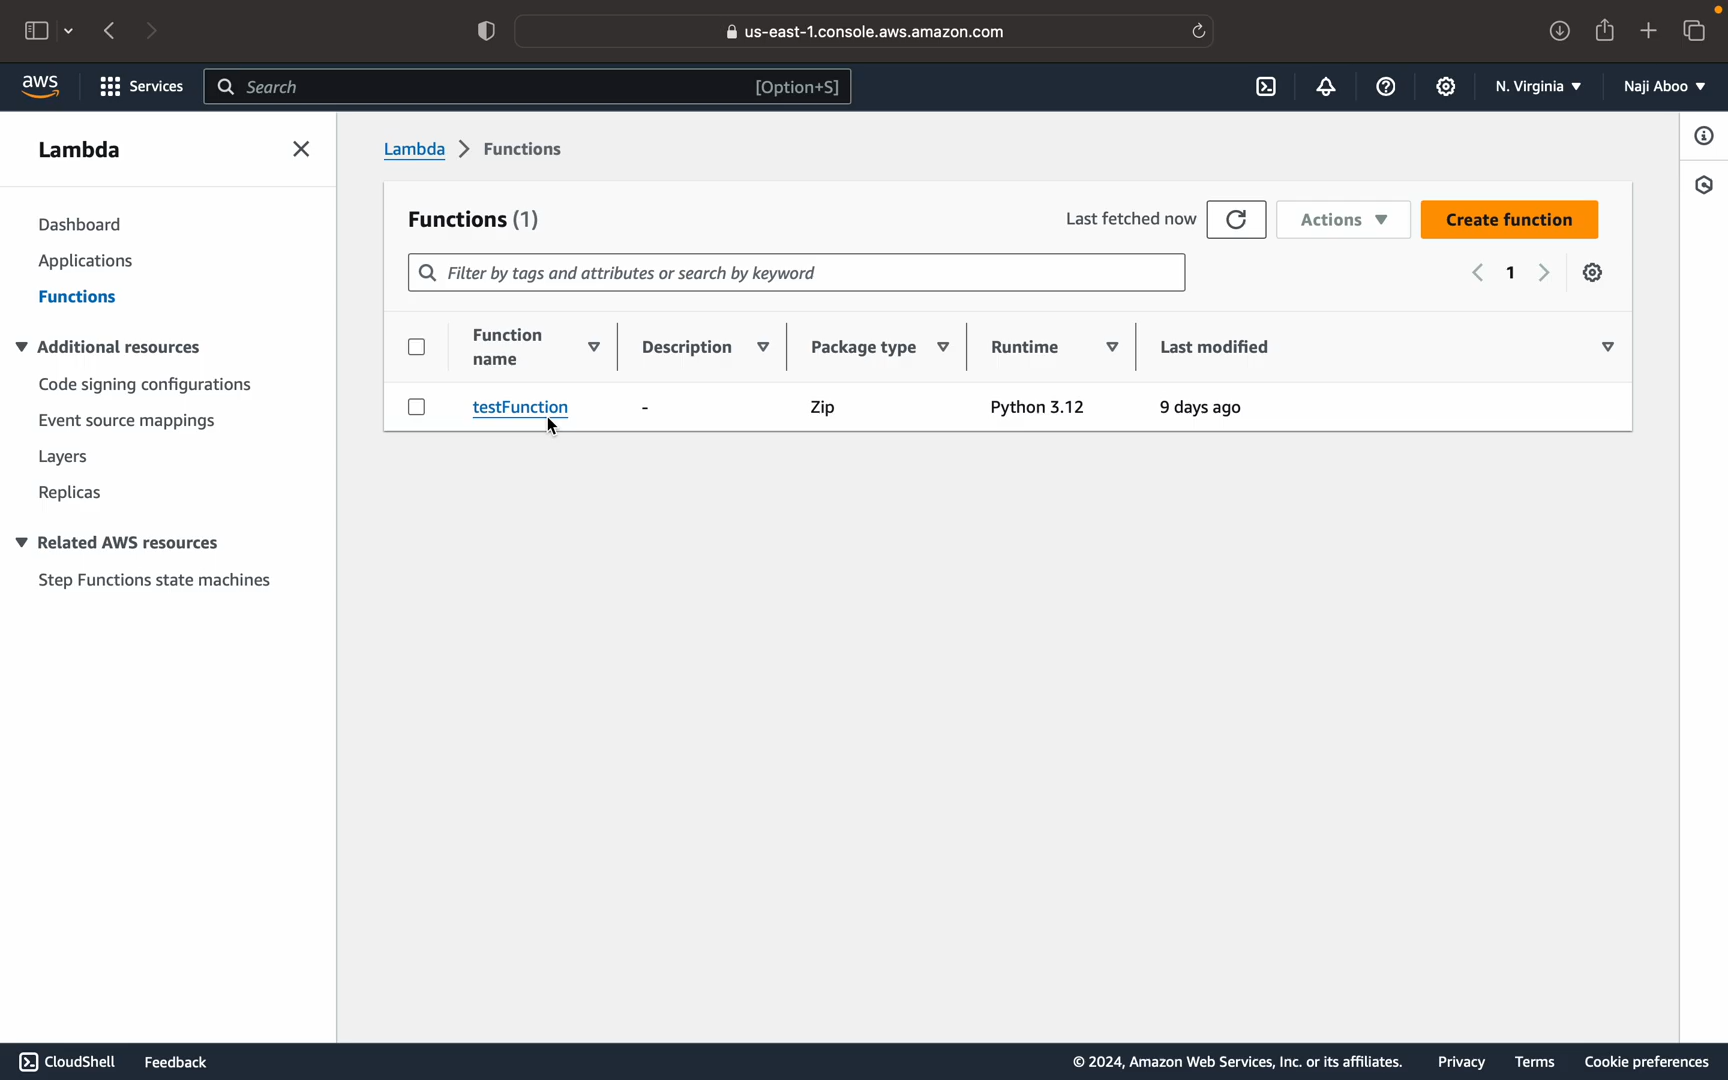 us-east-1.console.aws.amazon.com
aws
Services
Search
[Option+S]
N. Virginia
Naji Aboo
Lambda
Dashboard
Applications
Functions
Additional resources
Code signing configurations
Event source mappings
Layers
Replicas
Related AWS resources
Step Functions state machines
Lambda
Functions
Functions (1)
Last fetched now
Actions
Create function
Filter by tags and attributes or search by keyword
1
Function
name
Description
Package type
Runtime
Last modified
testFunction
-
Zip
Python 3.12
9 days ago
CloudShell
Feedback
© 2024, Amazon Web Services, Inc. or its affiliates.
Privacy
Terms
Cookie preferences